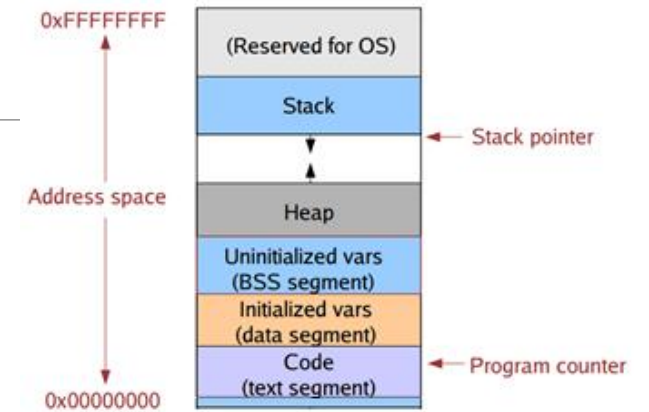 0xFFFFFFFF
(Reserved for OS)
Stack
Stack pointer
Address space
Heap
Uninitialized vars
(BSS segment)
Initialized vars
(data segment)
Code
(text segment)
Program counter
0x00000000